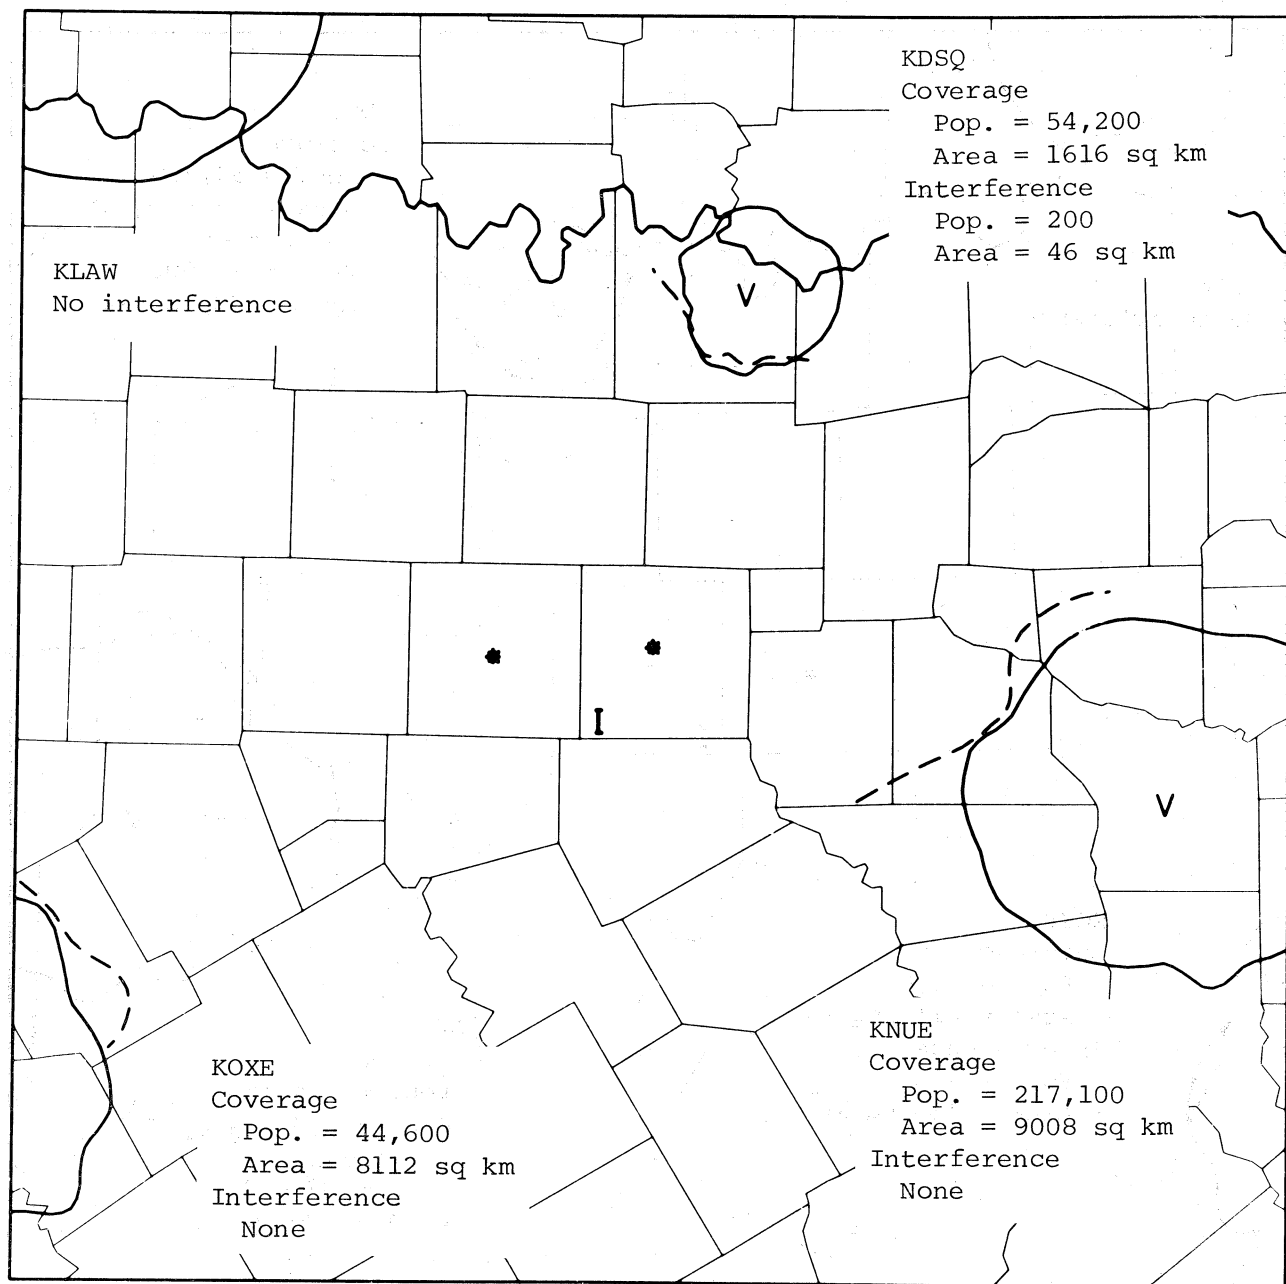 KDSQ
Coverage
Pop. = 54,200
Area = 1616 sq km
Interference
Pop. = 200
Area = 46 sq km
KLAW
No interference
V
*
*
I
V
KOXE
Coverage
Pop. = 44,600
Area = 8112 sq km
Interference
None
KNUE
Coverage
Pop. = 217,100
Area = 9008 sq km
Interference
None